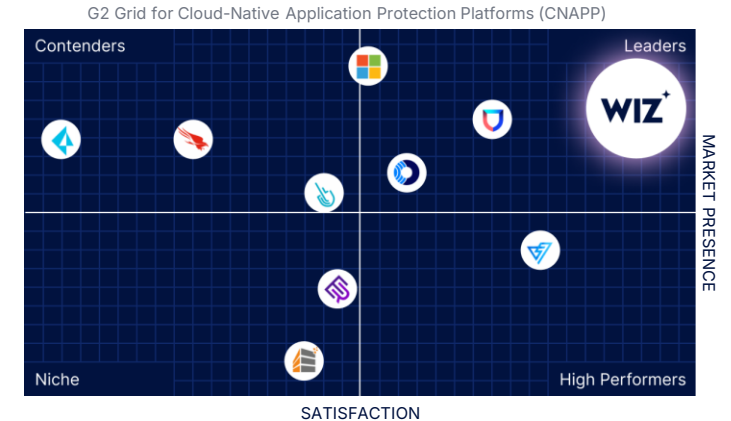 G2 Grid for Cloud-Native Application Protection Platforms (CNAPP)
Contenders
Leaders
WIZ
MARKET PRESENCE
Niche
High Performers
SATISFACTION